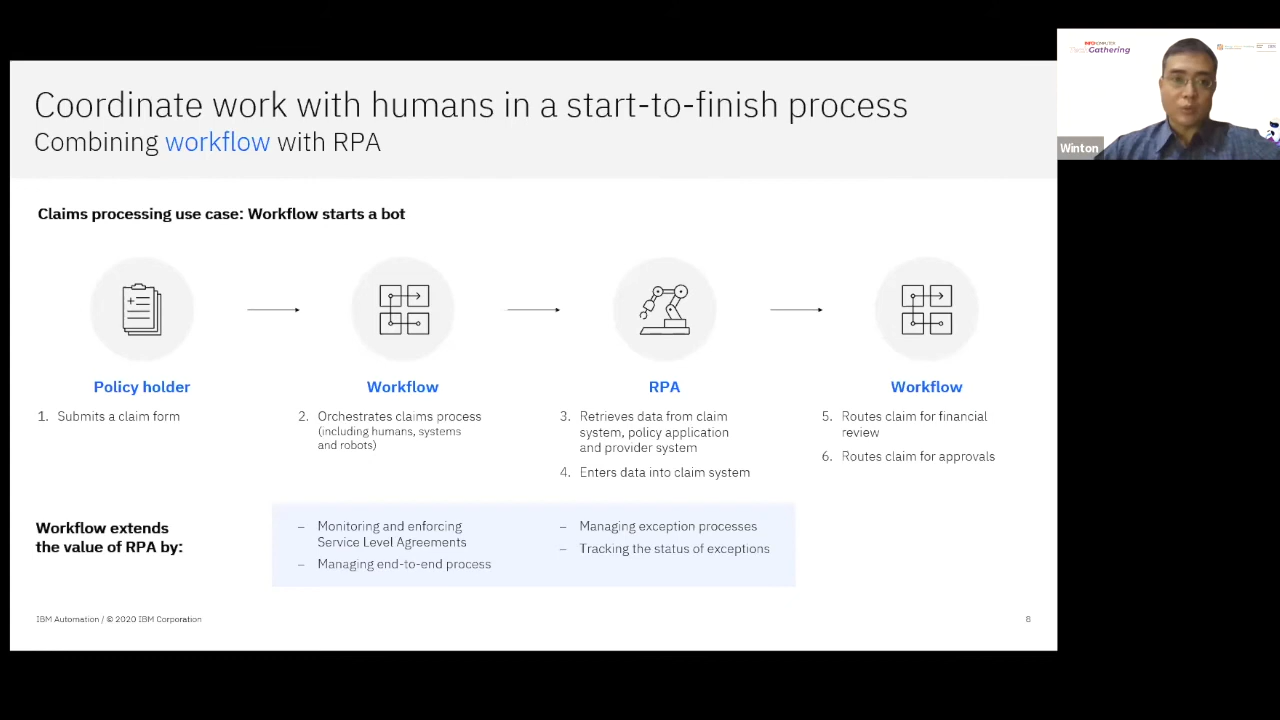 Coordinate work with humans in a start-to-finish process
Combining workflow with RPA
Claims processing use case: Workflow starts a bot
Policy holder
1. Submits a claim form
Workflow
2. Orchestrates claims process
(including humans, systems
and robots)
RPA
3. Retrieves data from claim
system, policy application
and provider system
4. Enters data into claim system
Workflow
5. Routes claim for financial
review
6. Routes claim for approvals
Workflow extends
the value of RPA by:
– Monitoring and enforcing
Service Level Agreements
– Managing end-to-end process
– Managing exception processes
– Tracking the status of exceptions
IBM Automation / © 2020 IBM Corporation
8
Gathering
Winton